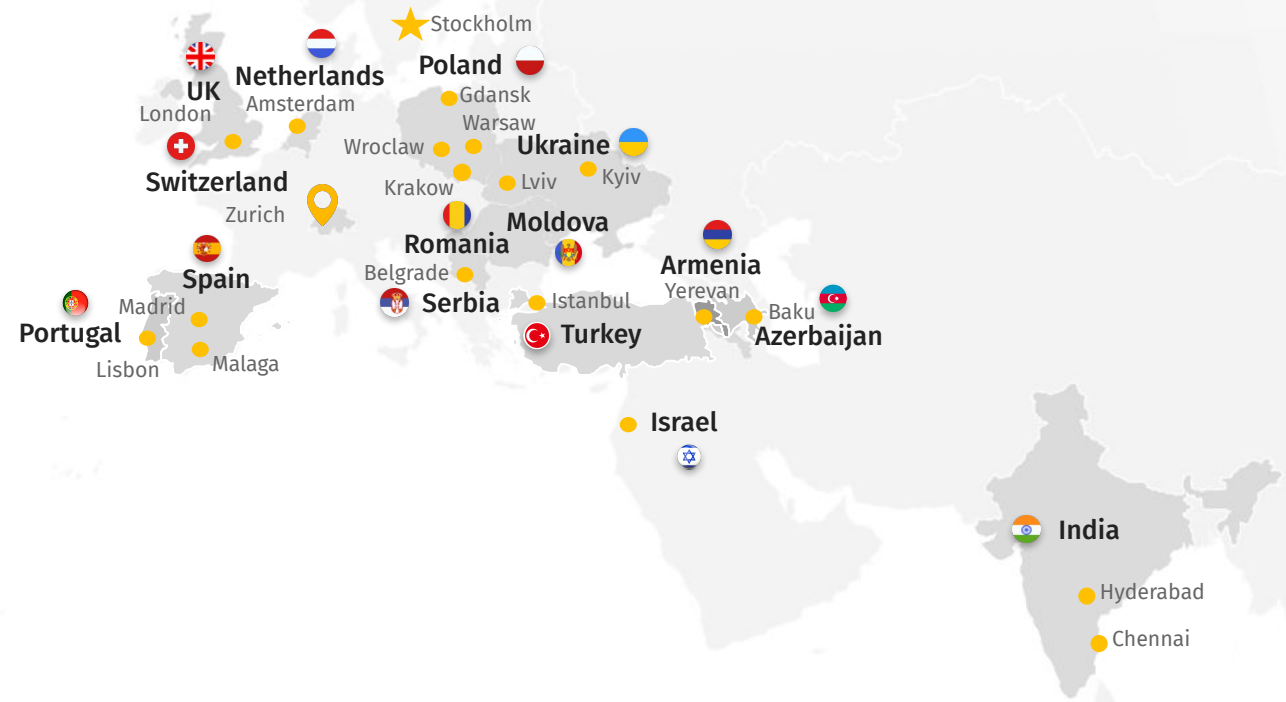 Stockholm
Netherlands
Amsterdam
UK
London
Poland
Gdansk
Warsaw
Wroclaw
Krakow
Ukraine
Kyiv
Lviv
Switzerland
Zurich
Moldova
Romania
Belgrade
Serbia
Spain
Madrid
Malaga
Portugal
Lisbon
Istanbul
Turkey
Armenia
Yerevan
Baku
Azerbaijan
Israel
India
Hyderabad
Chennai